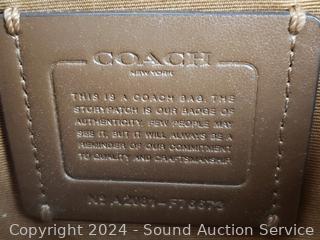 COACH
NEW YORK
THIS IS A COACH BAG. THE
STORYPATCH IS OUR BADGE OF
AUTHENTICITY. FEW PEOPLE MAY
SEE IT, BUT IT WILL ALWAYS BE A
REMINDER OF OUR COMMITMENT
TO QUALITY AND CRAFTSMANSHIP.
Copyright 2024 - Sound Auction Service